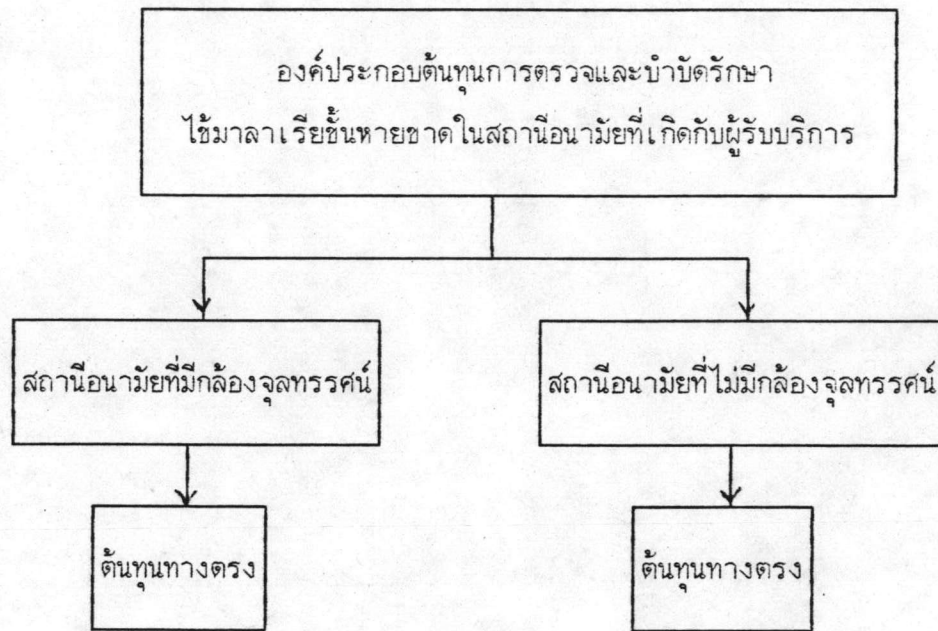 องค์ประกอบต้นทุนการตรวจและบำบัดรักษา
ไข้มาลาเรียขั้นหายขาดในสถานีอนามัยที่เกิดกับผู้รับบริการ
สถานีอนามัยที่มีกล้องจุลทรรศน์
สถานีอนามัยที่ไม่มีกล้องจุลทรรศน์
ต้นทุนทางตรง
ต้นทุนทางตรง